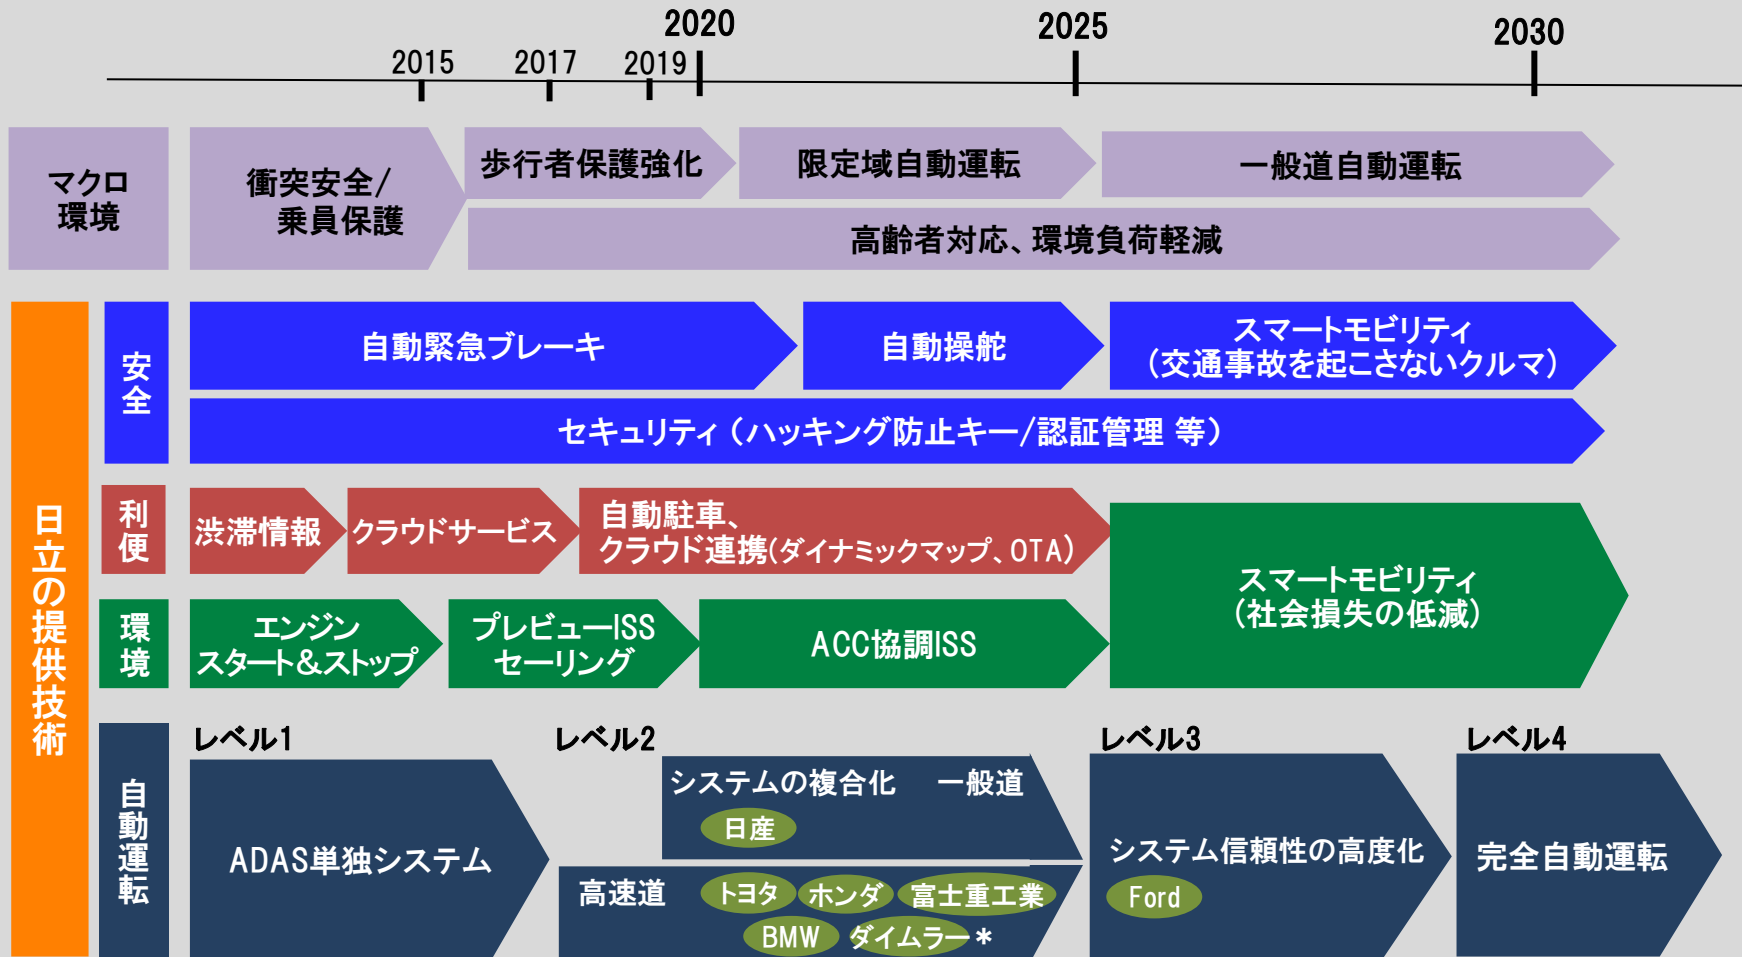 2020
2025
2030
2015
2017
2019
マクロ
環境
衝突安全/
乗員保護
歩行者保護強化
限定域自動運転
一般道自動運転
高齢者対応、環境負荷軽減
日立の提供技術
安全
自動緊急ブレーキ
自動操舵
スマートモビリティ
(交通事故を起こさないクルマ)
セキュリティ(ハッキング防止キー/認証管理 等)
利便
渋滞情報
クラウドサービス
自動駐車、
クラウド連携(ダイナミックマップ、OTA)
環境
エンジン
スタート&ストップ
プレビューISS
セーリング
ACC協調ISS
スマートモビリティ
(社会損失の低減)
自動運転
レベル1
ADAS単独システム
レベル2
システムの複合化 一般道
日産
高速道 トヨタ ホンダ 富士重工業
BMW ダイムラー*
レベル3
システム信頼性の高度化
Ford
レベル4
完全自動運転